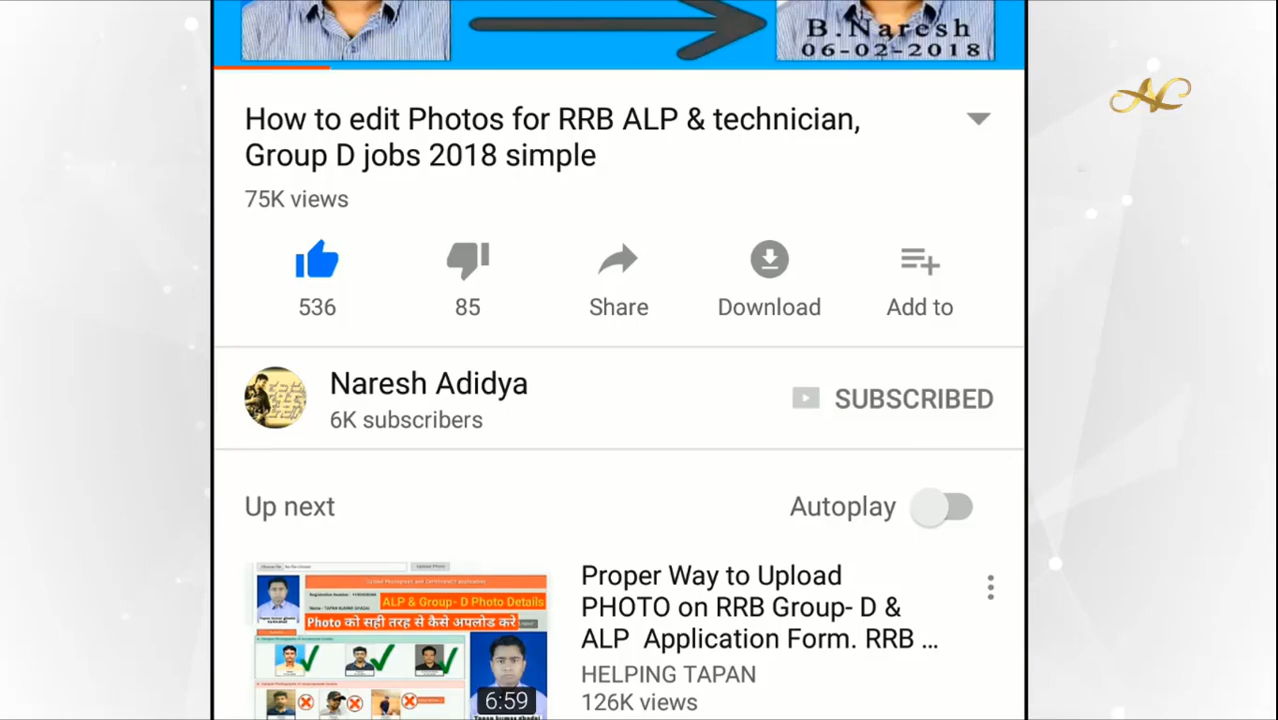 B.Naresh
06-02-2018
How to edit Photos for RRB ALP & technician,
Group D jobs 2018 simple
75K views
536
85
Share
Download
Add to
Naresh Adidya
6K subscribers
SUBSCRIBED
Up next
Autoplay
ALP & Group- D Photo Details
Photo को सही तरह से कैसे अपलोड करे
6:59
Proper Way to Upload
PHOTO on RRB Group- D &
ALP Application Form. RRB ...
HELPING TAPAN
126K views